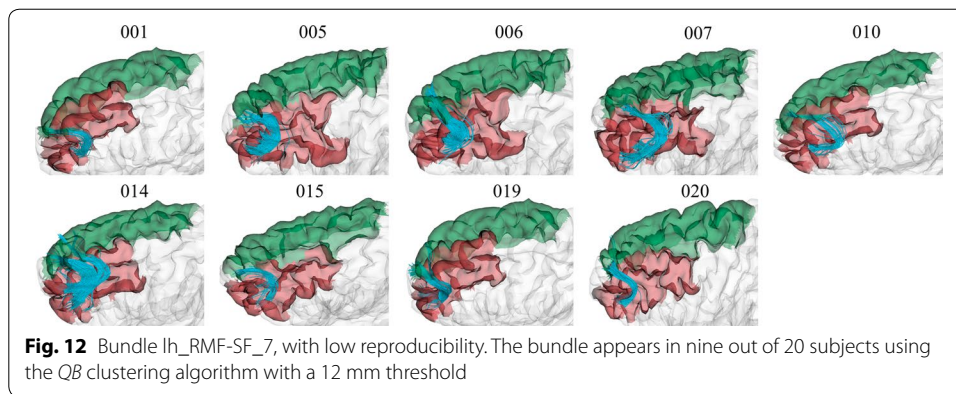 001 005 006 007 010
014 015 019 020
Fig. 12 Bundle lh_RMF-SF_7, with low reproducibility. The bundle appears in nine out of 20 subjects using
the QB clustering algorithm with a 12 mm threshold